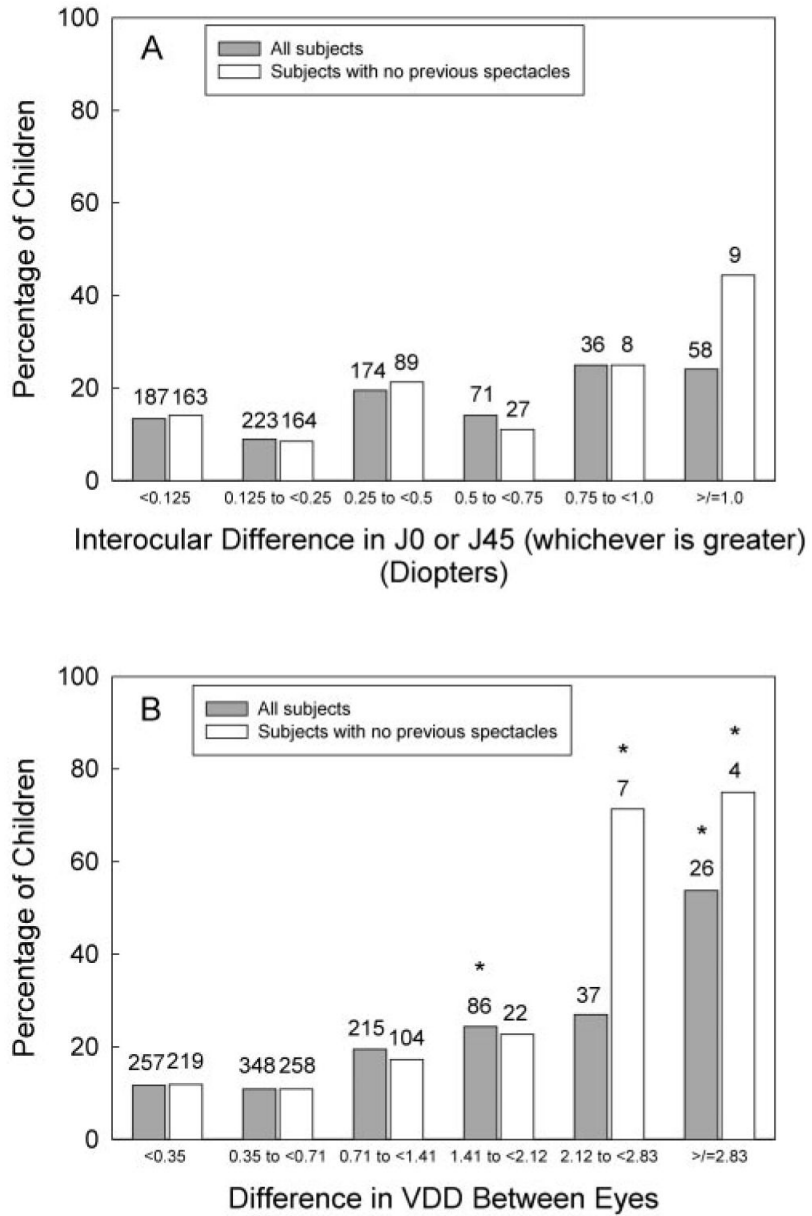 100
A
All subjects
Subjects with no previous spectacles
80
60
40
20
0
Percentage of Children
187 163
223 164
174 89
71 27
36 8
58 9
<0.125 0.125 to <0.25 0.25 to <0.5 0.5 to <0.75 0.75 to <1.0 >/=1.0
Interocular Difference in J0 or J45 (whichever is greater)
(Diopters)
100
B
All subjects
Subjects with no previous spectacles
80
60
40
20
0
Percentage of Children
257 219
348 258
215 104
*
86 22
*
37 7
* *
26 4
<0.35 0.35 to <0.71 0.71 to <1.41 1.41 to <2.12 2.12 to <2.83 >/=2.83
Difference in VDD Between Eyes